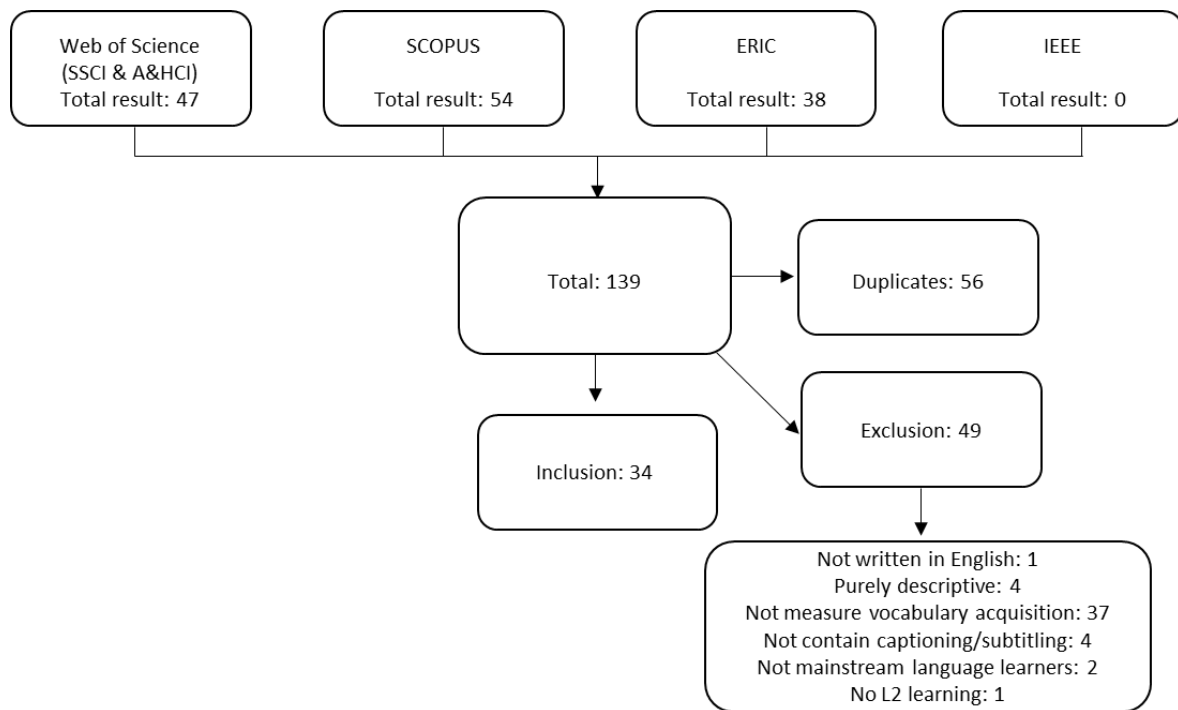 Web of Science
(SSCI & A&HCI)
Total result: 47
SCOPUS
Total result: 54
ERIC
Total result: 38
IEEE
Total result: 0
Total: 139
Duplicates: 56
Exclusion: 49
Inclusion: 34
Not written in English: 1
Purely descriptive: 4
Not measure vocabulary acquisition: 37
Not contain captioning/subtitling: 4
Not mainstream language learners: 2
No L2 learning: 1